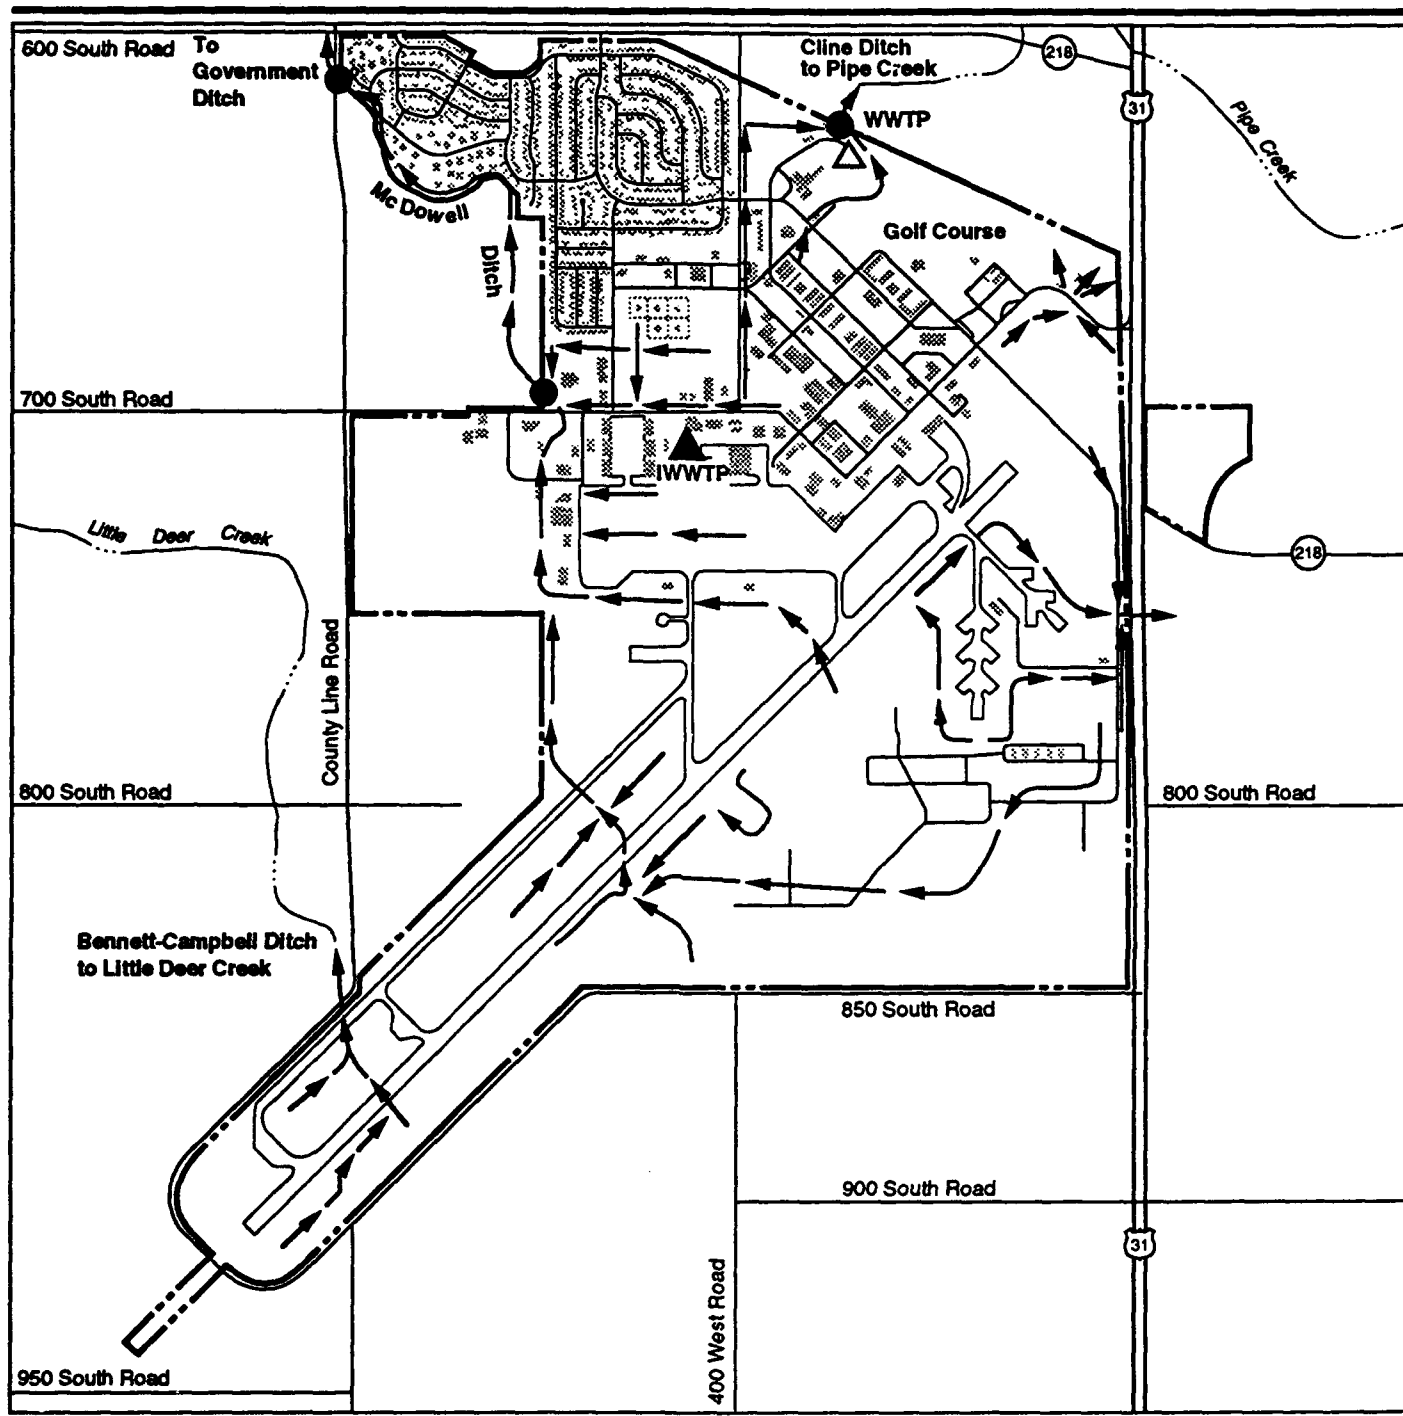 600 South Road
To
Government
Ditch
Cline Ditch
to Pipe Creek
218
31
WWTP
Pipe Creek
Mc Dowell
Ditch
Golf Course
700 South Road
IWWTP
Little Deer Creek
218
County Line Road
800 South Road
800 South Road
Bennett-Campbell Ditch
to Little Deer Creek
850 South Road
900 South Road
31
400 West Road
950 South Road